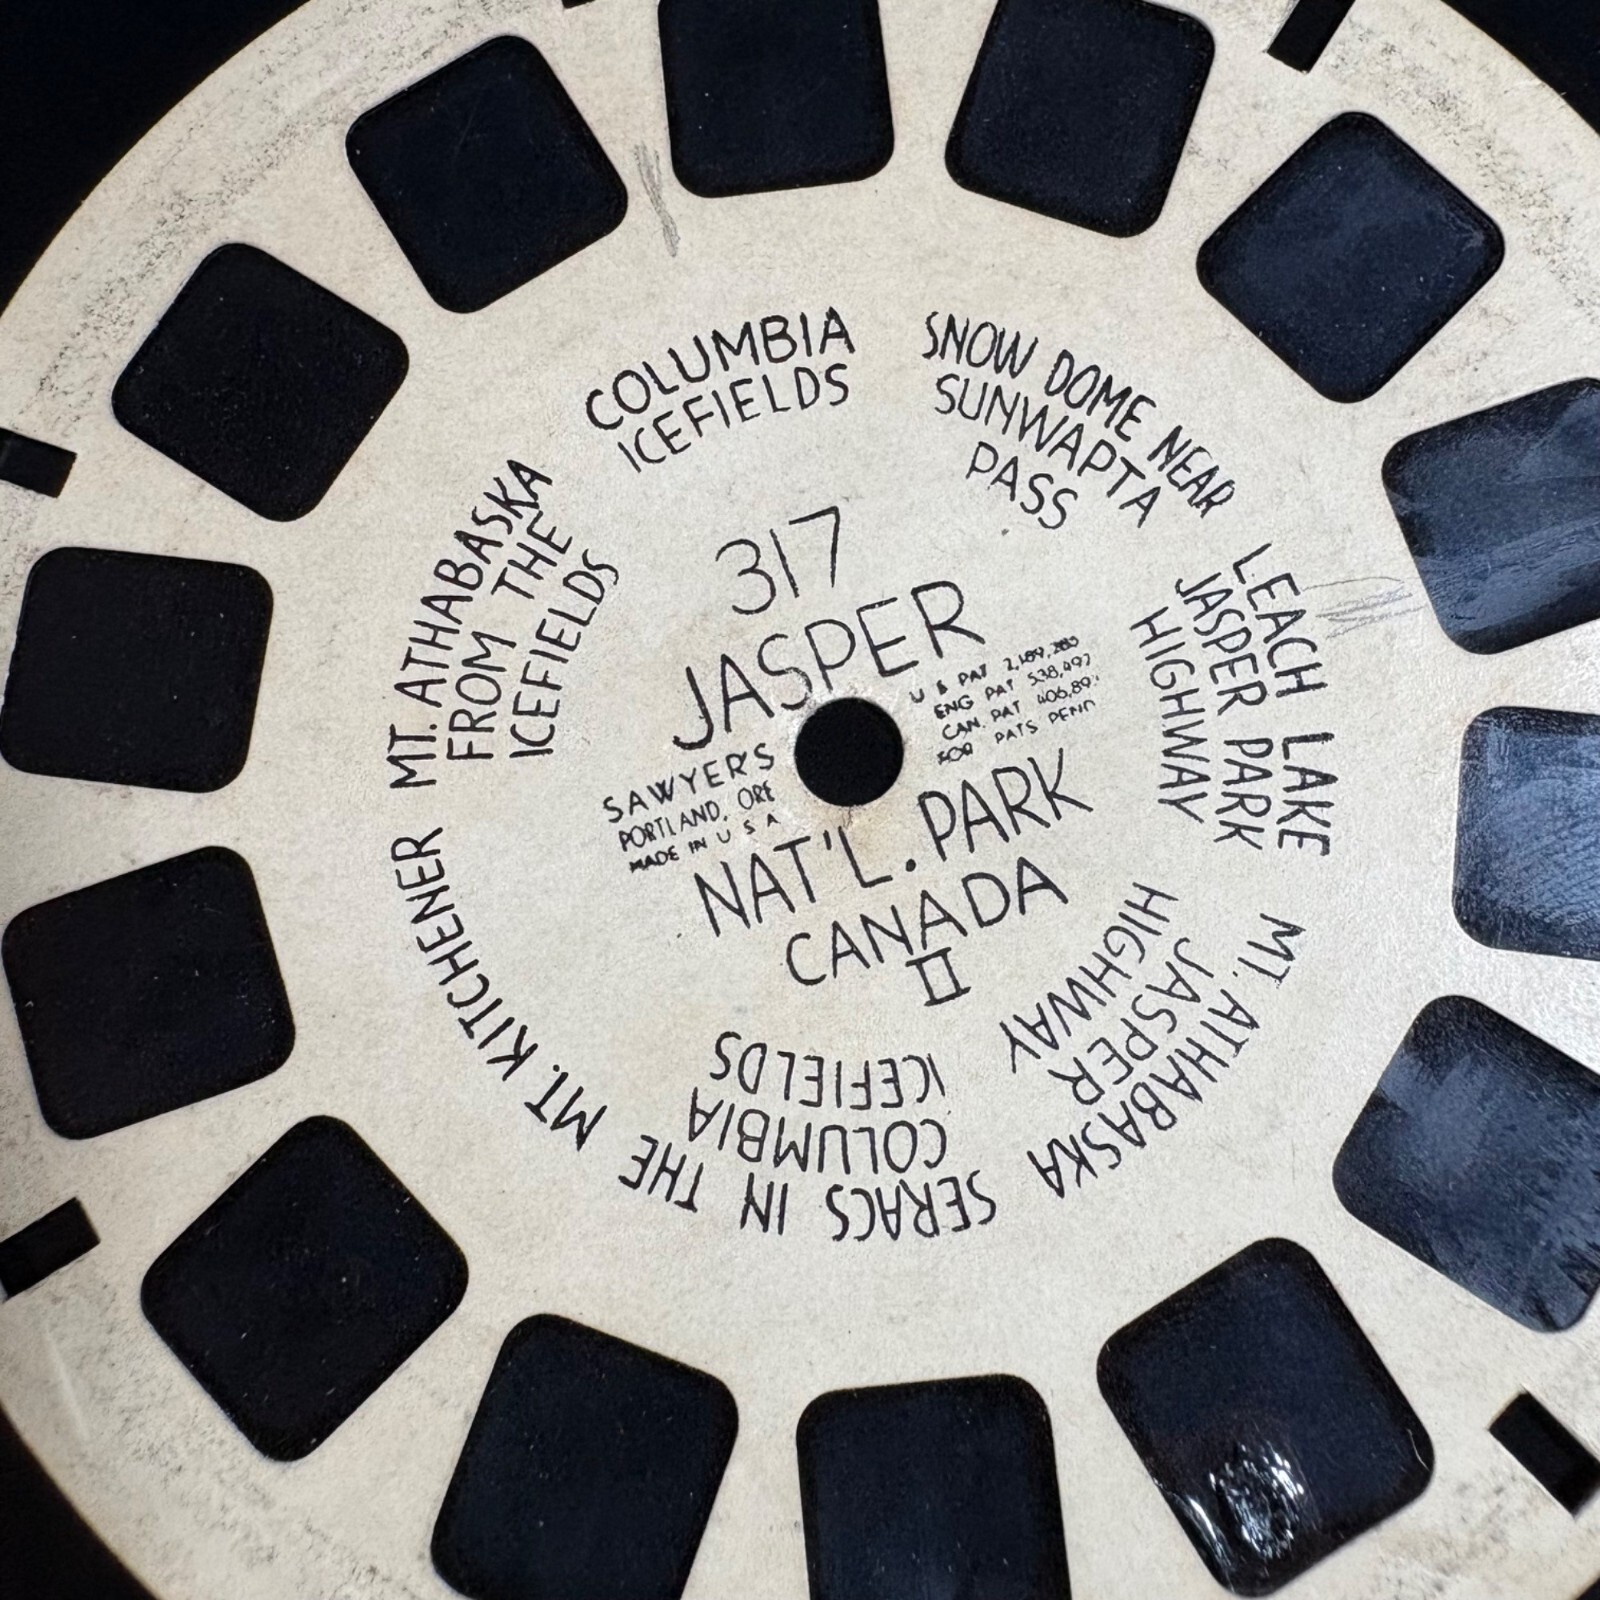 317
JASPER
NAT'L. PARK
CANADA
II
SAWYER'S
PORTLAND, ORE
MADE IN U S A
U S PAT 2,189,285
ENG PAT 538,497
CAN. PAT 406,89
FOR PATS PEND
COLUMBIA
ICEFIELDS
SNOW DOME NEAR
SUNWAPTA
PASS
LEACH LAKE
JASPER PARK
HIGHWAY
MT. ATHABASKA
JASPER
HIGHWAY
SERACS IN THE
COLUMBIA
ICEFIELDS
MT. KITCHENER
MT. ATHABASKA
FROM THE
ICEFIELDS